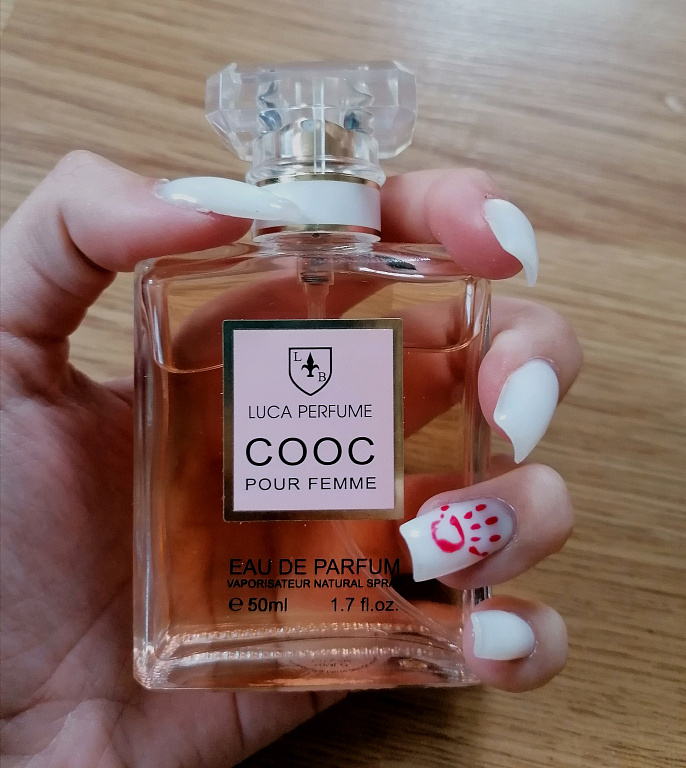 L
B
LUCA PERFUME
COOC
POUR FEMME
EAU DE PARFUM
VAPORISATEUR NATURAL SPRAY
℮ 50ml 1.7 fl.oz.